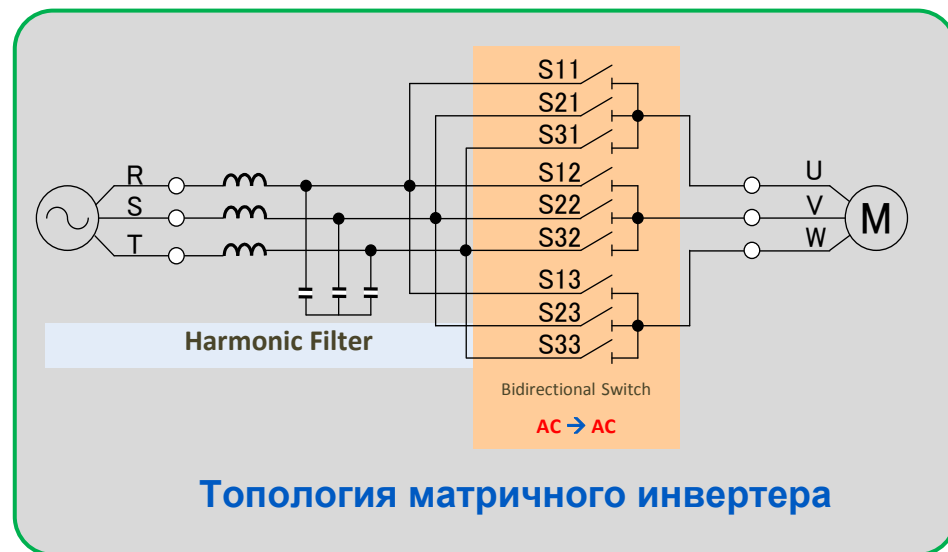 S11
S21
S31
R
S12
U
S
S22
V
M
T
S32
W
S13
S23
Harmonic Filter
S33
Bidirectional Switch
AC → AC
Топология матричного инвертера